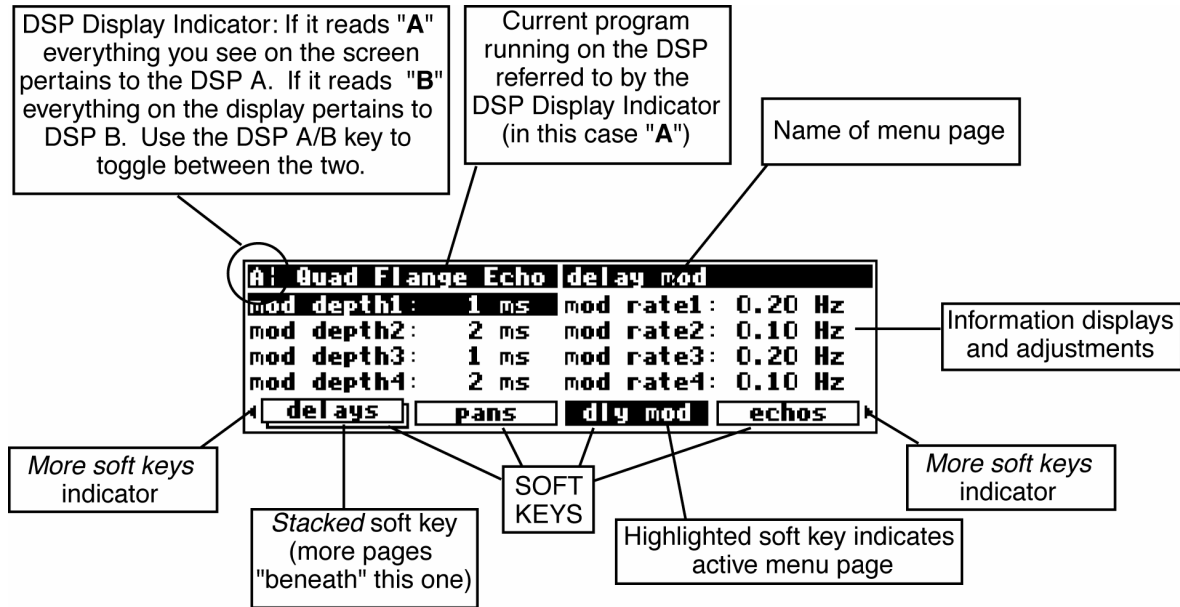 DSP Display Indicator: If it reads "A"
everything you see on the screen
pertains to the DSP A. If it reads "B"
everything on the display pertains to
DSP B. Use the DSP A/B key to
toggle between the two.
Current program
running on the DSP
referred to by the
DSP Display Indicator
(in this case "A")
Name of menu page
A¦ Quad Flange Echo delay mod
mod depth1: 1 ms mod rate1: 0.20 Hz
mod depth2: 2 ms mod rate2: 0.10 Hz
mod depth3: 1 ms mod rate3: 0.20 Hz
mod depth4: 2 ms mod rate4: 0.10 Hz
delays pans dly mod echos
Information displays
and adjustments
More soft keys
indicator
Stacked soft key
(more pages
"beneath" this one)
SOFT
KEYS
Highlighted soft key indicates
active menu page
More soft keys
indicator